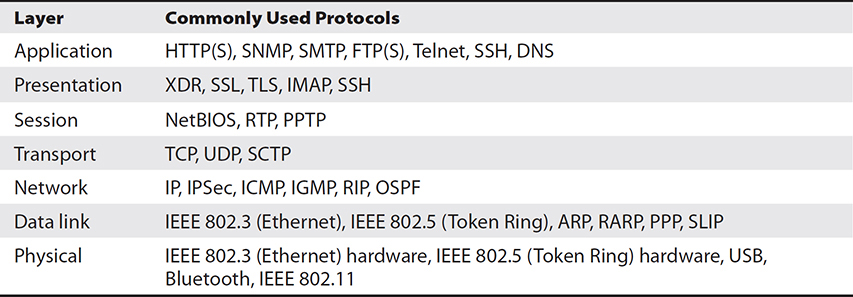 Layer Commonly Used Protocols
Application HTTP(S), SNMP, SMTP, FTP(S), Telnet, SSH, DNS
Presentation XDR, SSL, TLS, IMAP, SSH
Session NetBIOS, RTP, PPTP
Transport TCP, UDP, SCTP
Network IP, IPSec, ICMP, IGMP, RIP, OSPF
Data link IEEE 802.3 (Ethernet), IEEE 802.5 (Token Ring), ARP, RARP, PPP, SLIP
Physical IEEE 802.3 (Ethernet) hardware, IEEE 802.5 (Token Ring) hardware, USB,
Bluetooth, IEEE 802.11